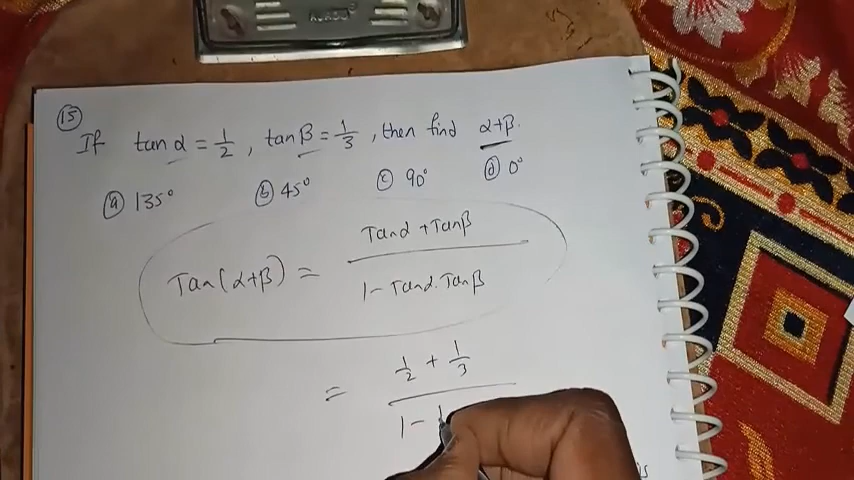 15
If tan α = 1/2, tan β = 1/3, then find α+β.
a 135° b 45° c 90° d 0°
Tan(α+β) = Tanα + Tanβ / 1 - Tanα . Tanβ
= 1/2 + 1/3 / 1 -